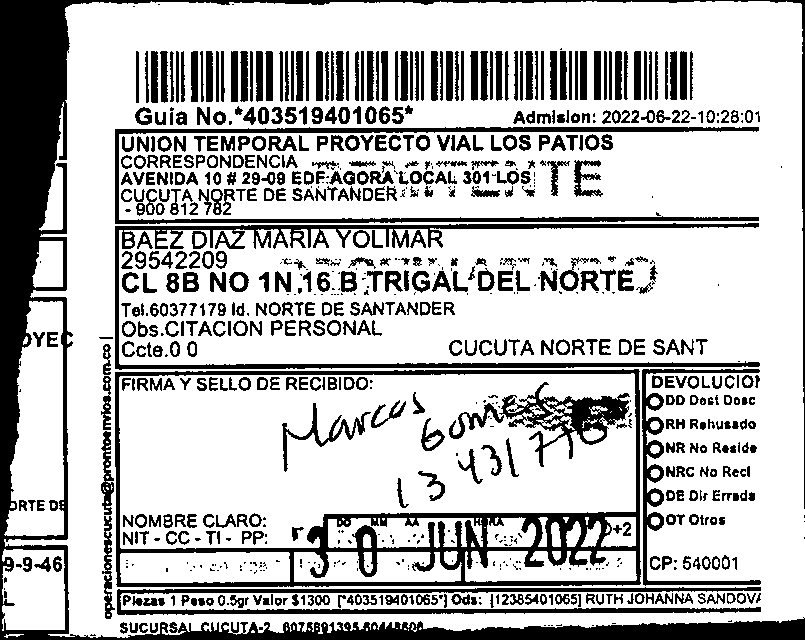 Guia No.*403519401065*
Admision: 2022-06-22-10:28:01
UNION TEMPORAL PROYECTO VIAL LOS PATIOS
CORRESPONDENCIA
AVENIDA 10 # 29-09 EDF AGORA LOCAL 301 LOS
CUCUTA NORTE DE SANTANDER
- 900 812 782
BAEZ DIAZ MARIA YOLIMAR
29542209
CL 8B NO 1N 16 B TRIGAL DEL NORTE
Tel.60377179 Id. NORTE DE SANTANDER
Obs.CITACION PERSONAL
Ccte.0 0
CUCUTA NORTE DE SANT
OYEC
operacionescucuta@prontoenvios.com.co
FIRMA Y SELLO DE RECIBIDO:
Marcos Gomez
13431770
DEVOLUCION
DD Dest Desc
RH Rehusado
NR No Reside
NRC No Recl
DE Dir Errada
OT Otros
ORTE DE
NOMBRE CLARO:
NIT - CC - TI - PP:
DD MM AA HORA
D+2
30 JUN 2022
9-9-46
CP: 540001
Piezas 1 Peso 0.5gr Valor $1300 [*403519401065*] Ods: [12385401065] RUTH JOHANNA SANDOVA
SUCURSAL CUCUTA-2